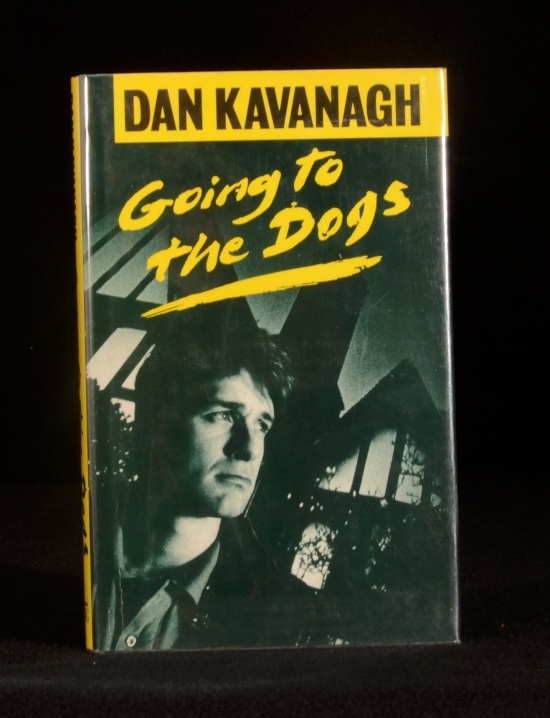 DAN KAVANAGH
Going to
the Dogs